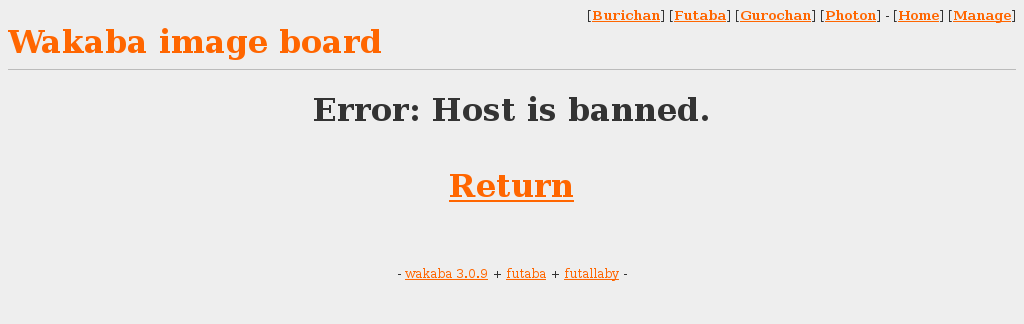 [Burichan] [Futaba] [Gurochan] [Photon] - [Home] [Manage]
Wakaba image board
Error: Host is banned.
Return
- wakaba 3.0.9 + futaba + futallaby -